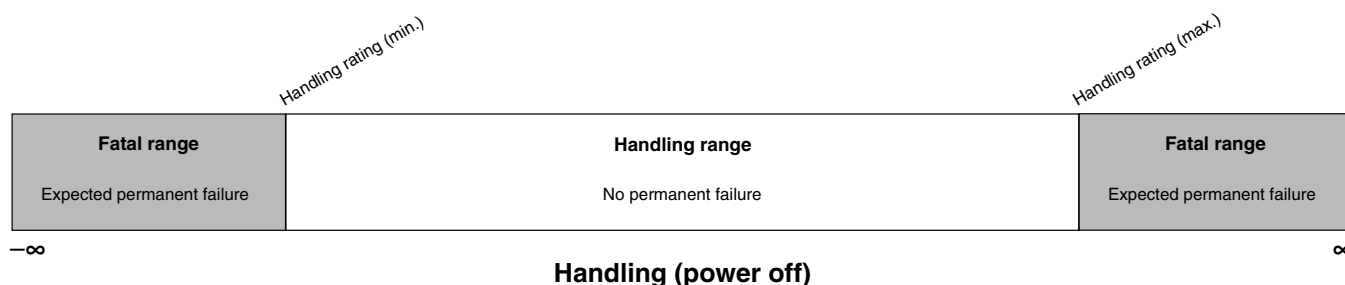 Handling rating (min.)
Handling rating (max.)
Fatal range
Handling range
Fatal range
Expected permanent failure
No permanent failure
Expected permanent failure
–∞
∞
Handling (power off)